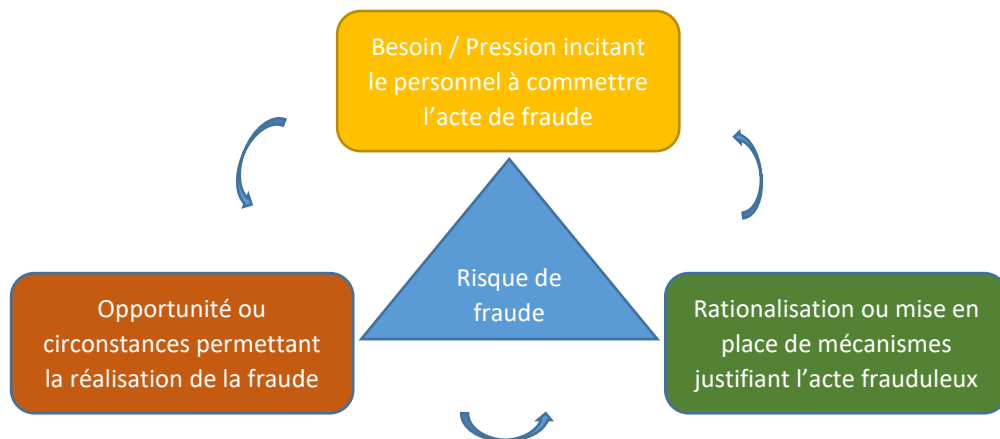 Besoin / Pression incitant
le personnel à commettre
l’acte de fraude
Risque de
fraude
Opportunité ou
circonstances permettant
la réalisation de la fraude
Rationalisation ou mise en
place de mécanismes
justifiant l’acte frauduleux